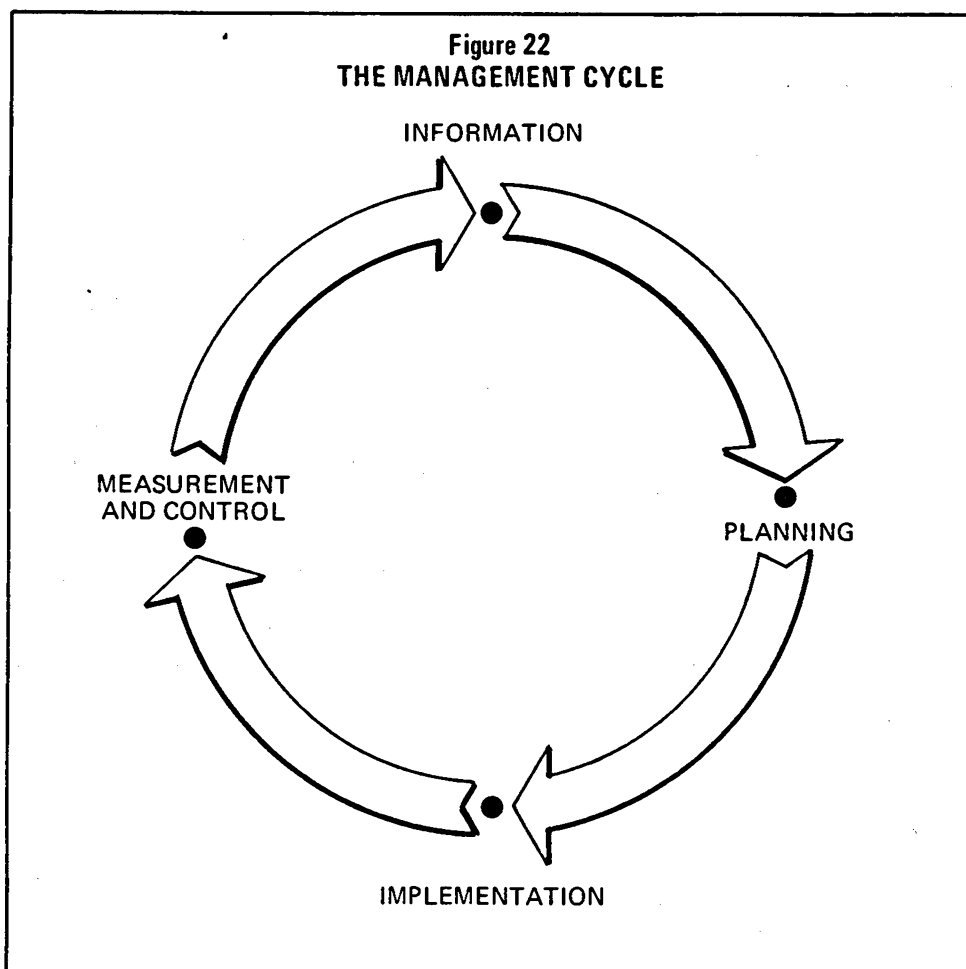 Figure 22
THE MANAGEMENT CYCLE
INFORMATION
MEASUREMENT
AND CONTROL
PLANNING
IMPLEMENTATION